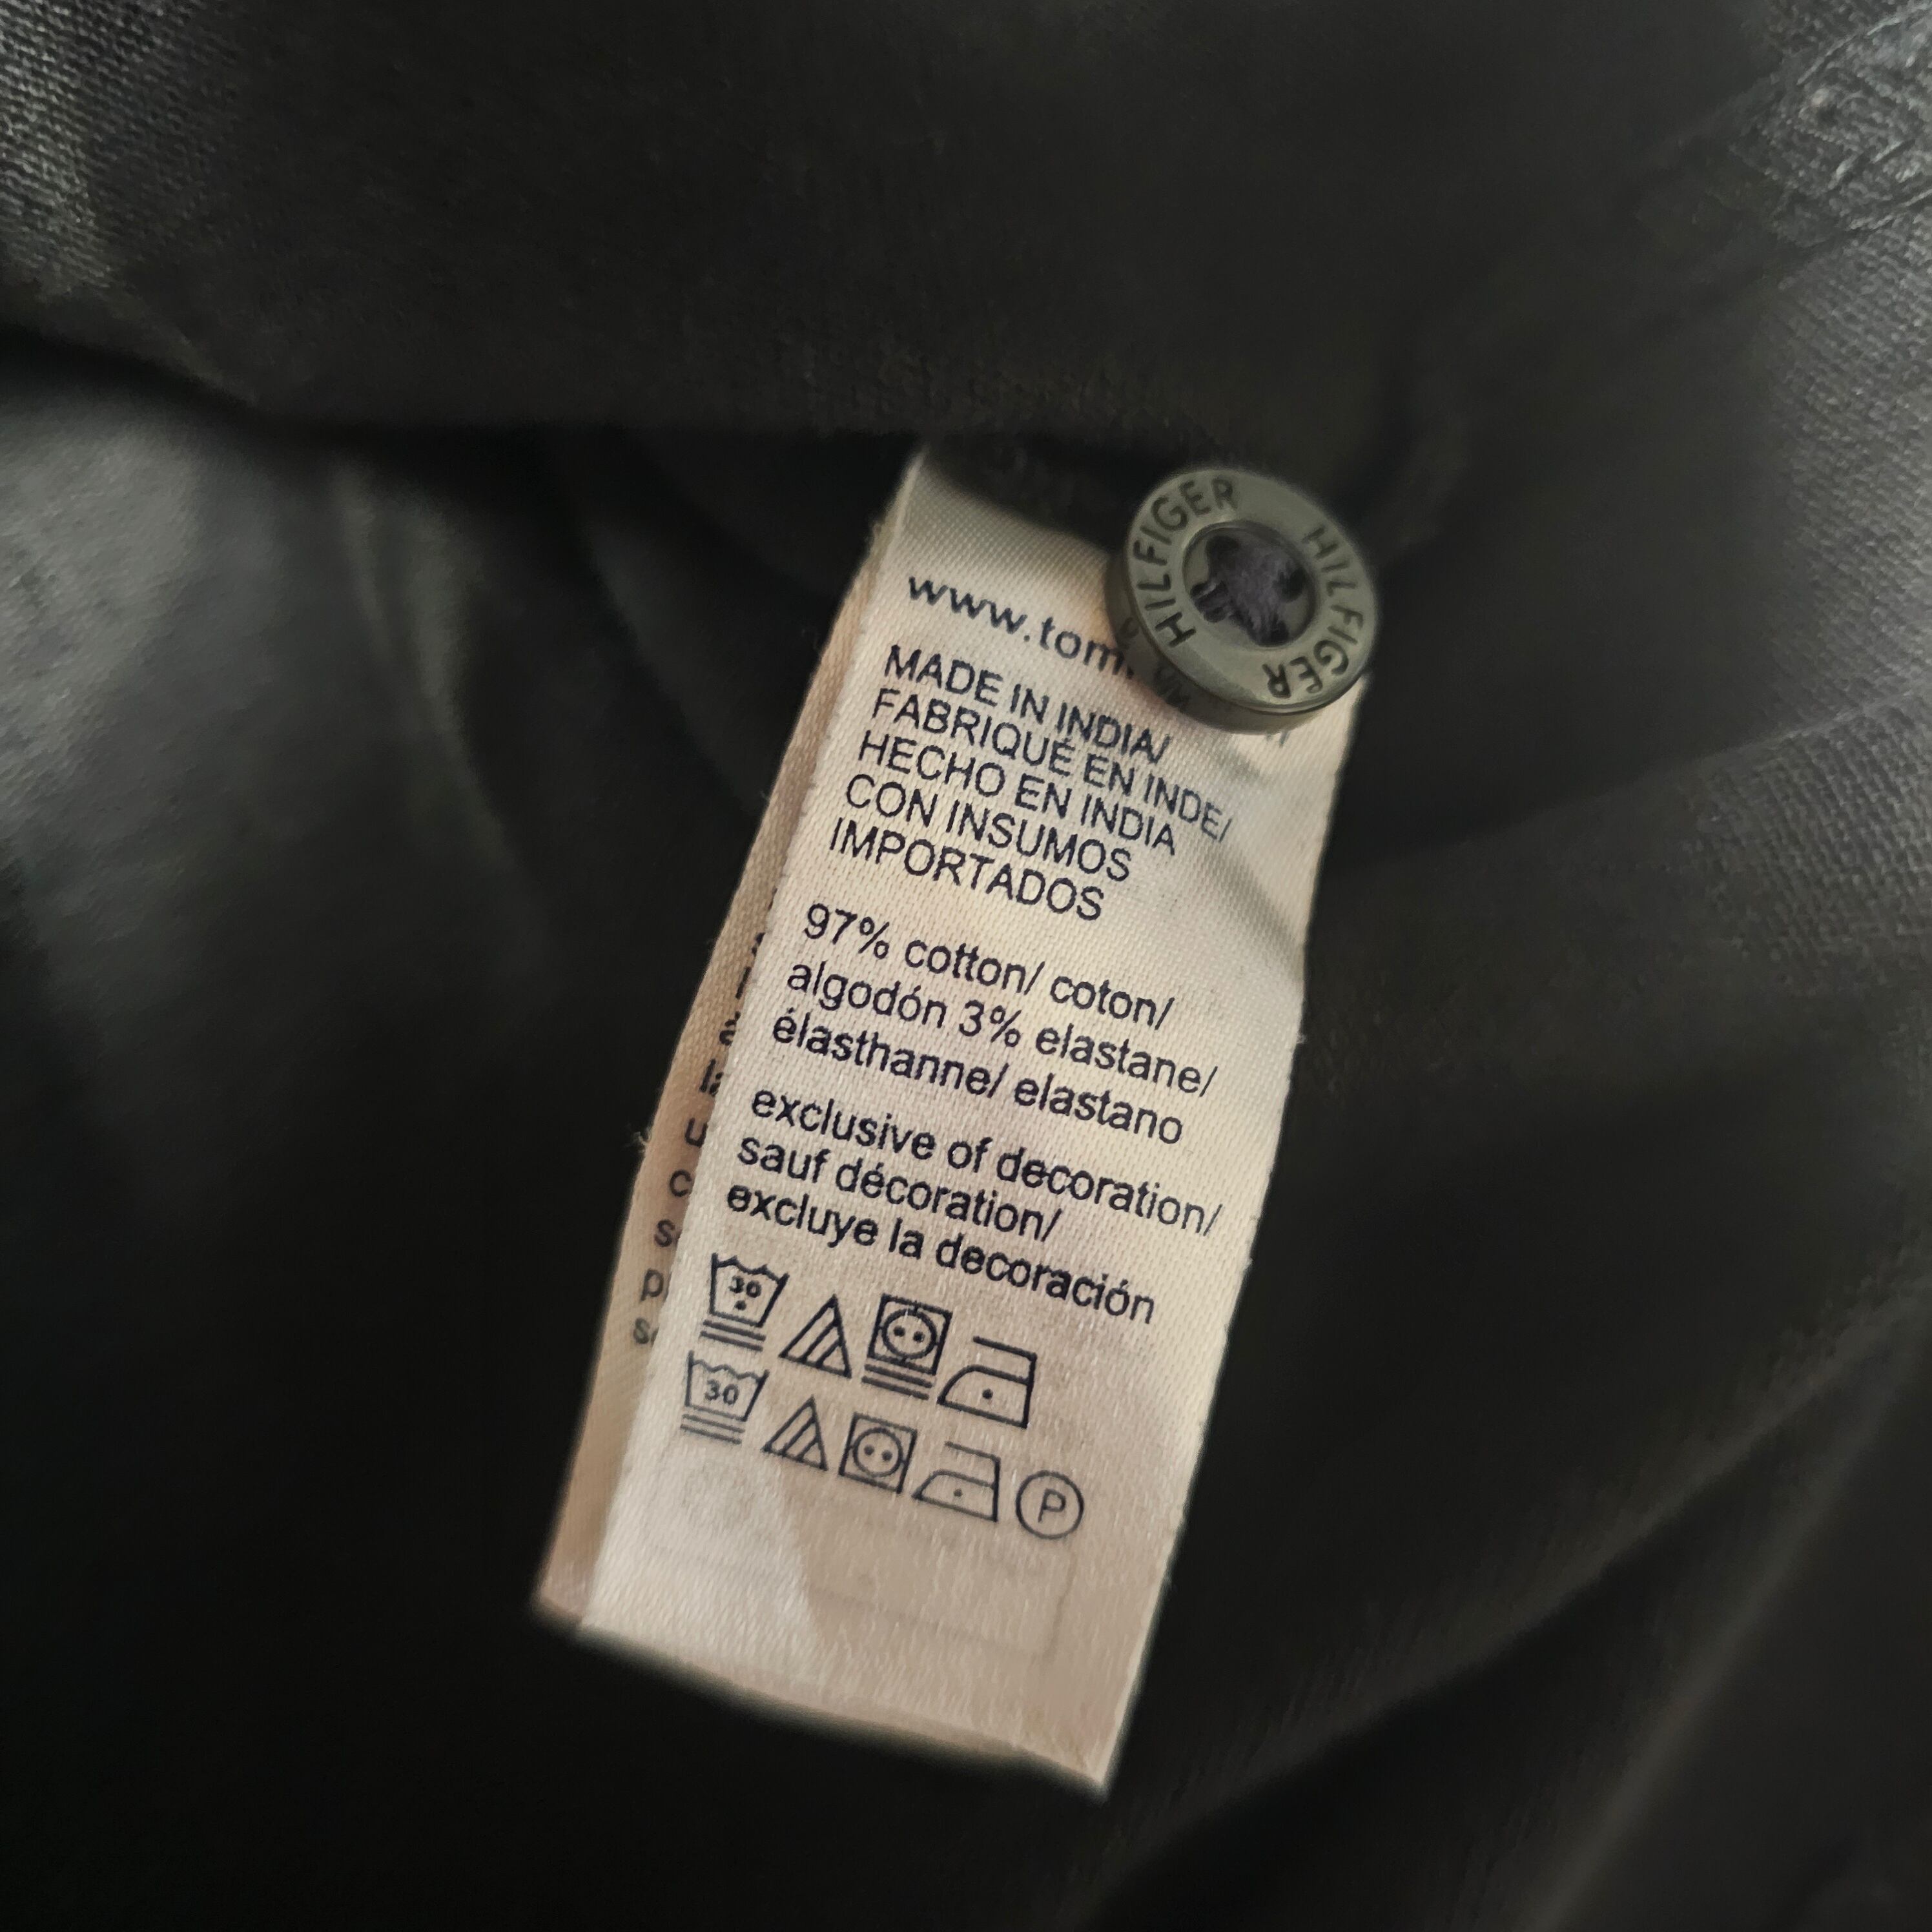 HILFIGER HILFIGER
www.tom
MADE IN INDIA/
FABRIQUÉ EN INDE/
HECHO EN INDIA
CON INSUMOS
IMPORTADOS
97% cotton/ coton/
algodón 3% elastane/
élasthanne/ elastano
exclusive of decoration/
sauf décoration/
excluye la decoración
30
30
P